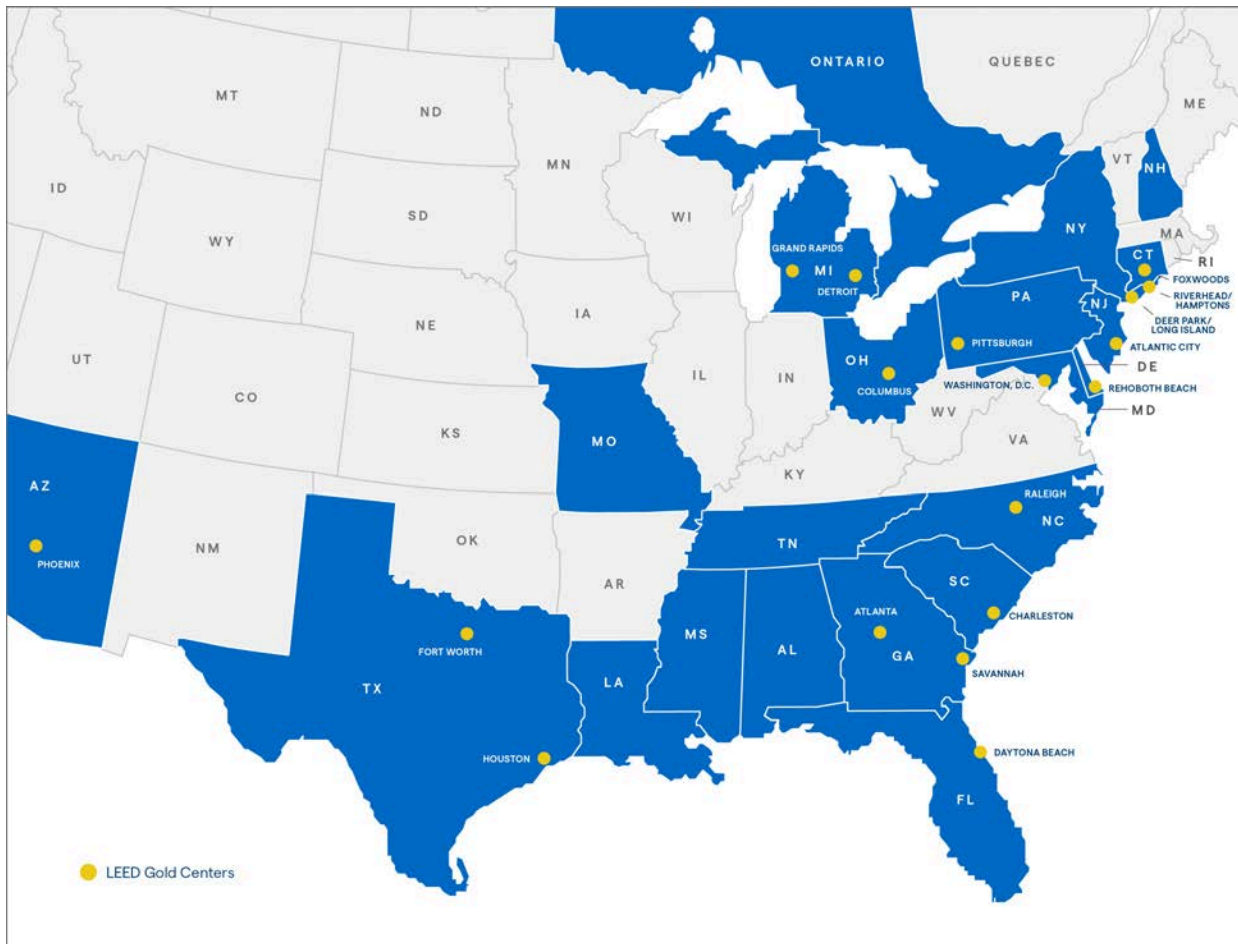 ONTARIO
QUEBEC
ME
MT
ND
MN
VT
NH
ID
SD
WI
NY
MA
WY
GRAND RAPIDS
MI
DETROIT
CT
RI
FOXWOODS
RIVERHEAD/
HAMPTONS
PA
NJ
DEER PARK/
LONG ISLAND
NE
IA
PITTSBURGH
ATLANTIC CITY
UT
IL
IN
OH
COLUMBUS
DE
CO
WASHINGTON, D.C.
REHOBOTH BEACH
MD
WV
KS
MO
VA
KY
AZ
RALEIGH
NC
PHOENIX
NM
OK
TN
AR
SC
ATLANTA
CHARLESTON
FORT WORTH
MS
AL
GA
SAVANNAH
TX
LA
HOUSTON
DAYTONA BEACH
FL
LEED Gold Centers